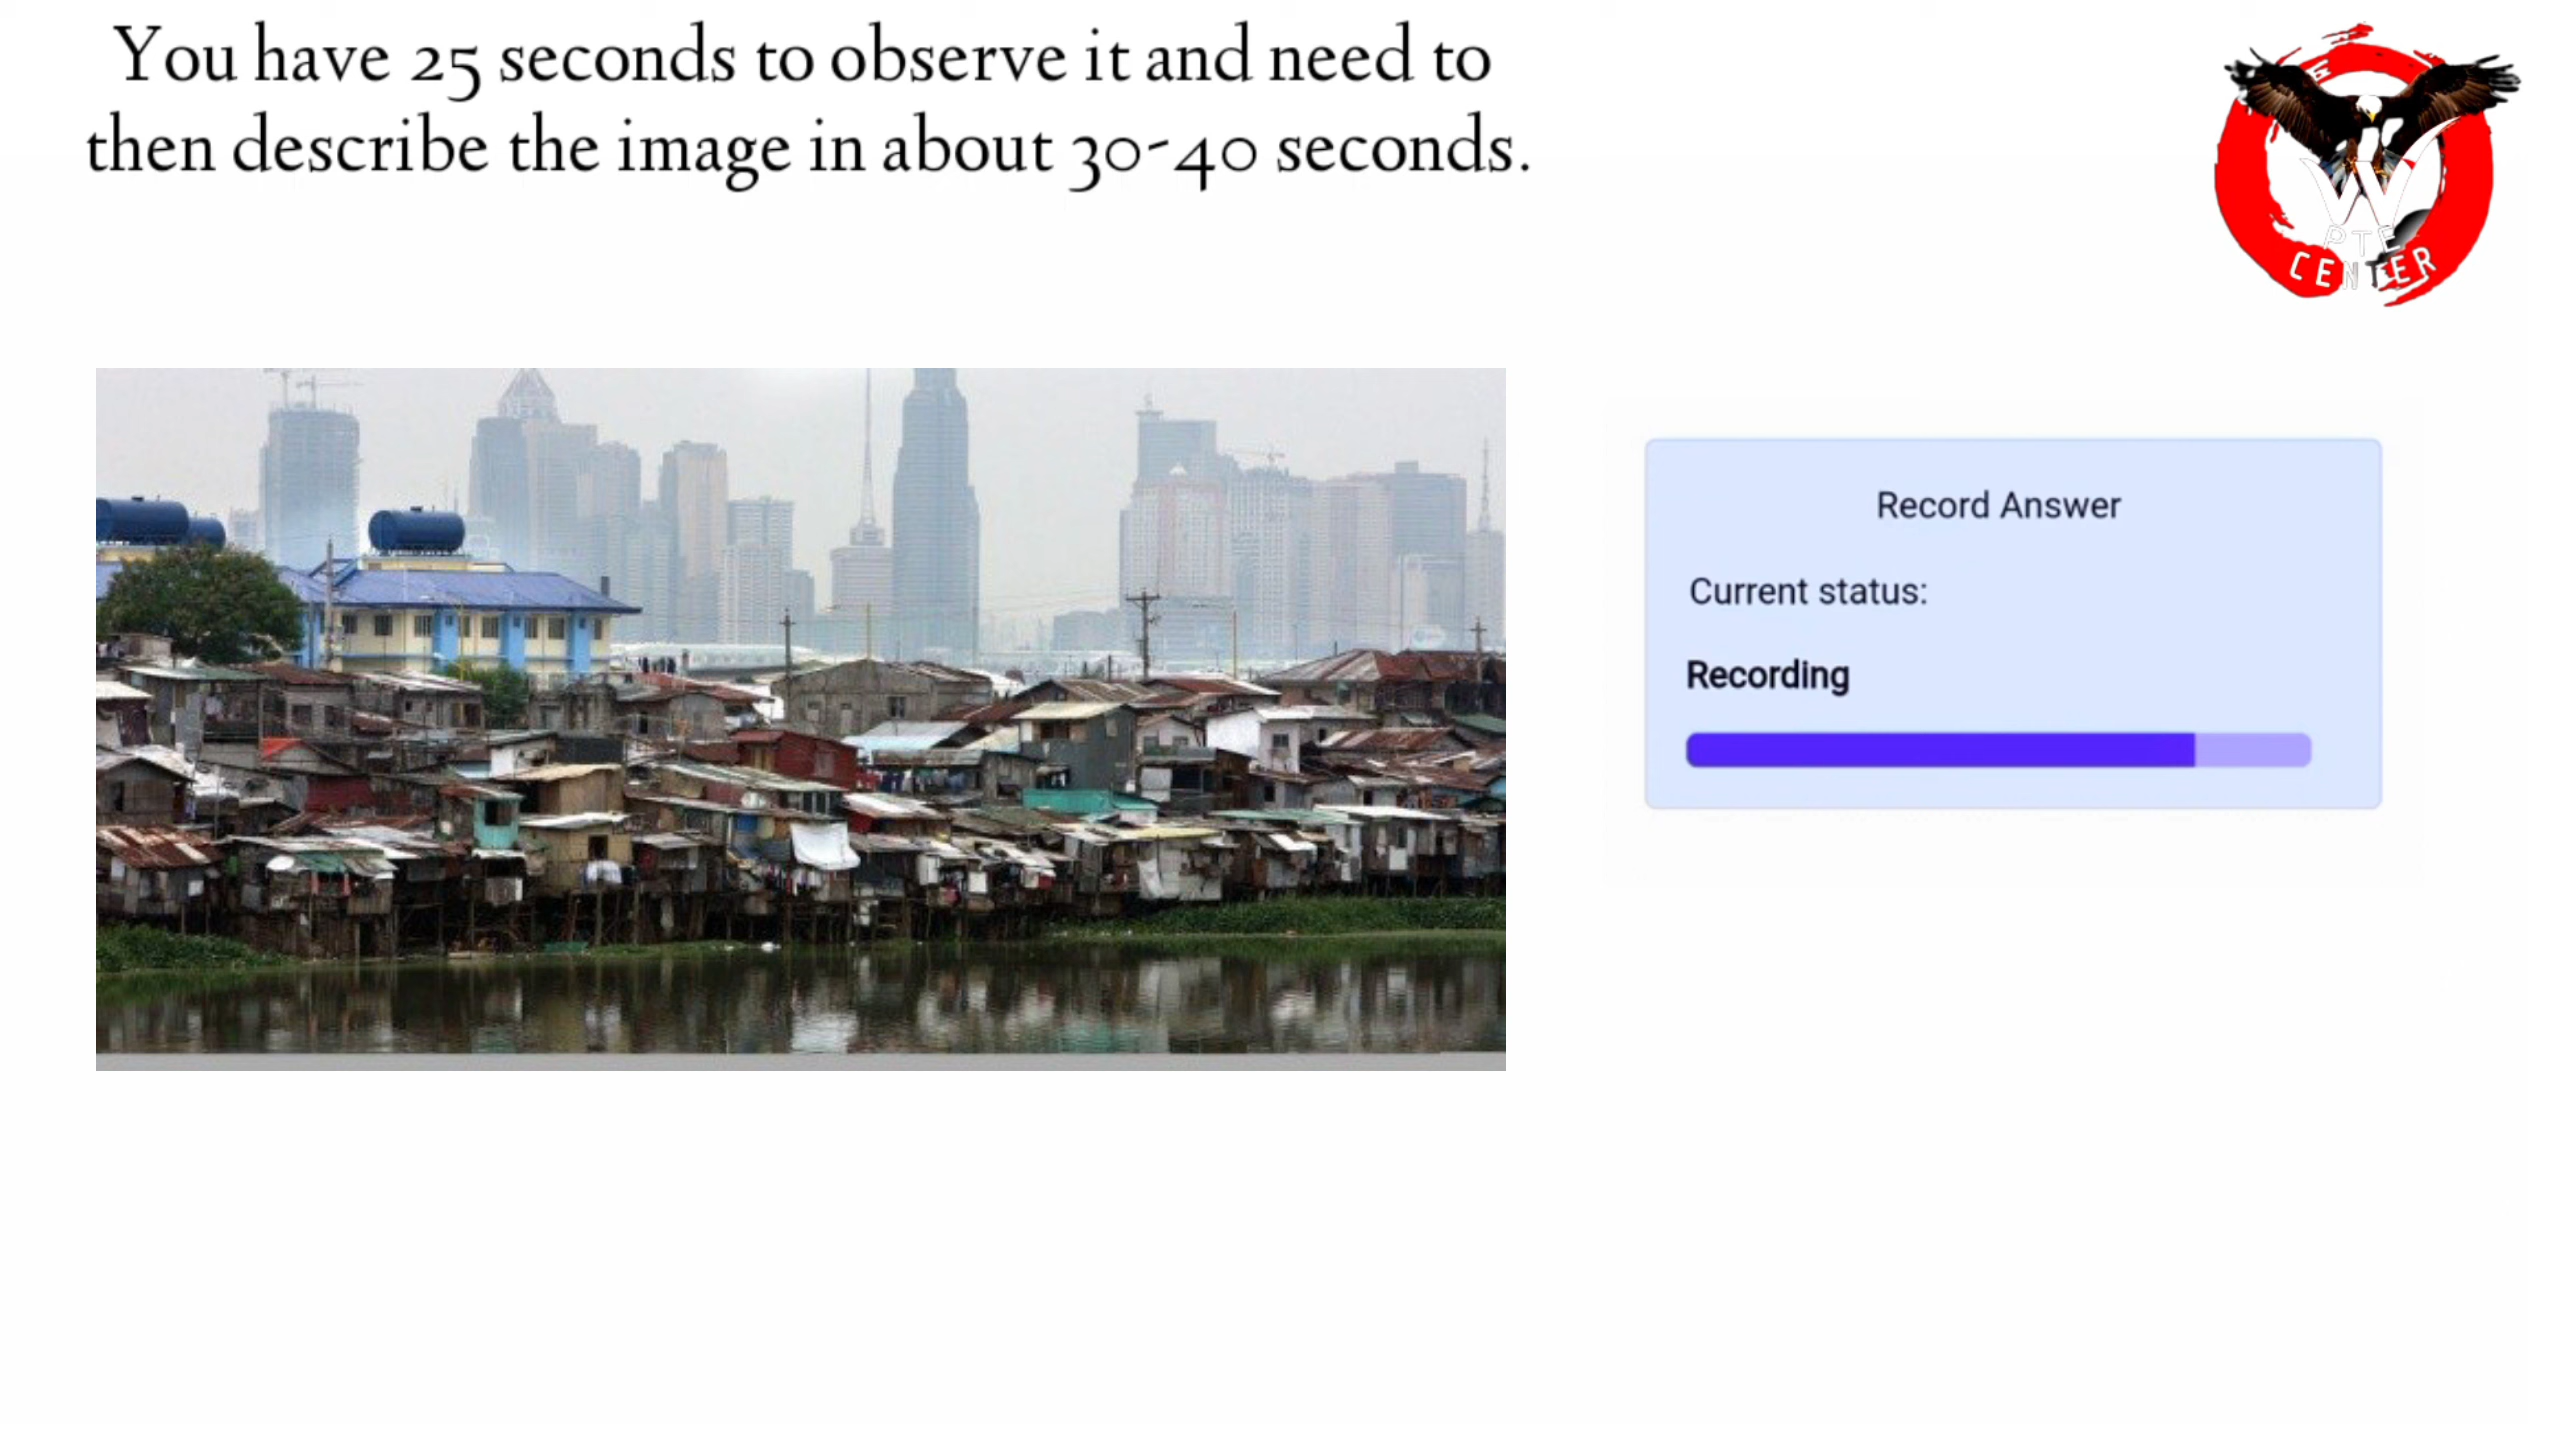 You have 25 seconds to observe it and need to
then describe the image in about 30-40 seconds.
W
PTE
CENTER
Record Answer
Current status:
Recording